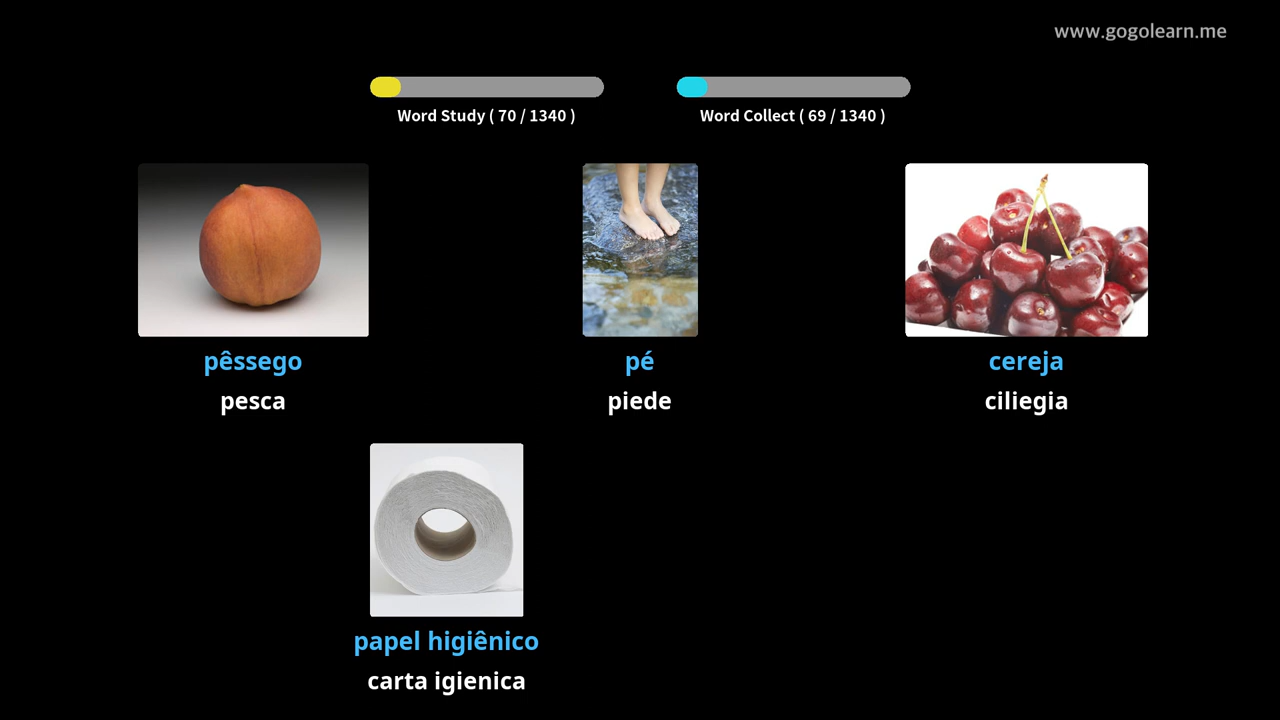 www.gogolearn.me
Word Study ( 70 / 1340 )
Word Collect ( 69 / 1340 )
pêssego
pesca
pé
piede
cereja
ciliegia
papel higiênico
carta igienica